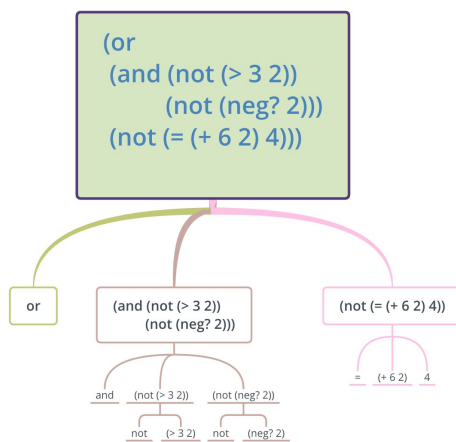 (or
(and (not (> 3 2))
(not (neg? 2)))
(not (= (+ 6 2) 4)))
or
(and (not (> 3 2))
(not (neg? 2)))
(not (= (+ 6 2) 4))
= (+ 6 2) 4
and (not (> 3 2)) (not (neg? 2))
not (> 3 2) not (neg? 2)